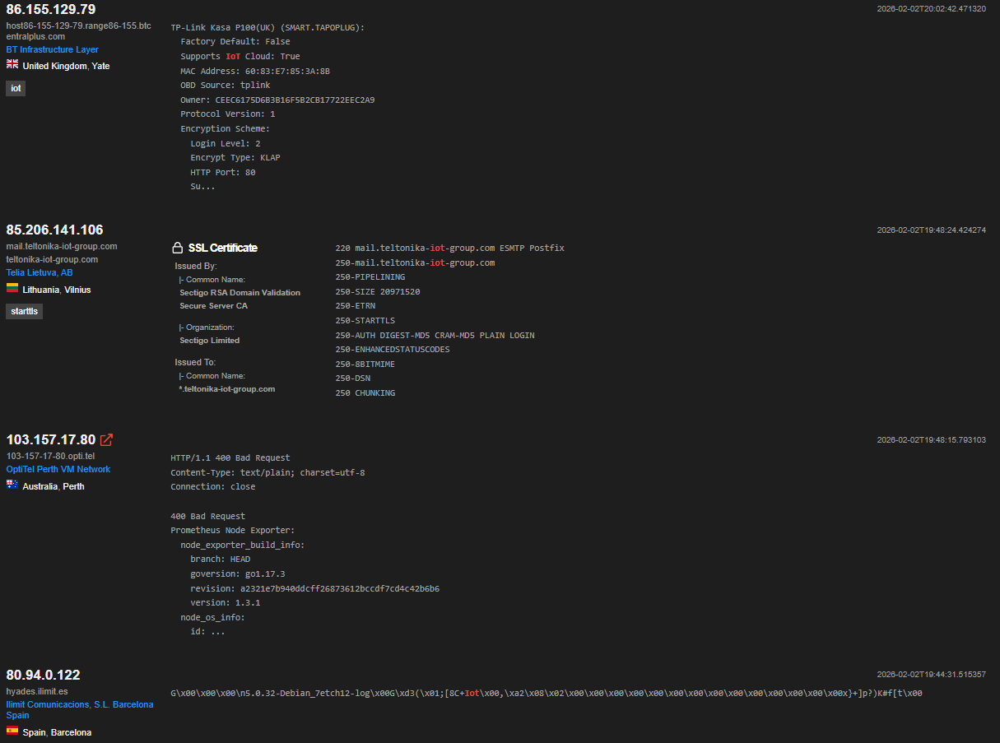 86.155.129.79
2026-02-02T20:02:42.471320
host86-155-129-79.range86-155.btc
entralplus.com
BT Infrastructure Layer
United Kingdom, Yate
iot
TP-Link Kasa P100(UK) (SMART.TAPOPLUG):
Factory Default: False
Supports IoT Cloud: True
MAC Address: 60:83:E7:85:3A:8B
OBD Source: tplink
Owner: CEEC6175D6B3B16F5B2CB17722EEC2A9
Protocol Version: 1
Encryption Scheme:
Login Level: 2
Encrypt Type: KLAP
HTTP Port: 80
Su...
85.206.141.106
2026-02-02T19:48:24.424274
mail.teltonika-iot-group.com
teltonika-iot-group.com
Telia Lietuva, AB
Lithuania, Vilnius
starttls
SSL Certificate
Issued By:
|- Common Name:
Sectigo RSA Domain Validation
Secure Server CA
|- Organization:
Sectigo Limited
Issued To:
|- Common Name:
*.teltonika-iot-group.com
220 mail.teltonika-iot-group.com ESMTP Postfix
250-mail.teltonika-iot-group.com
250-PIPELINING
250-SIZE 20971520
250-ETRN
250-STARTTLS
250-AUTH DIGEST-MD5 CRAM-MD5 PLAIN LOGIN
250-ENHANCEDSTATUSCODES
250-8BITMIME
250-DSN
250 CHUNKING
103.157.17.80
2026-02-02T19:48:15.793103
103-157-17-80.opti.tel
OptiTel Perth VM Network
Australia, Perth
HTTP/1.1 400 Bad Request
Content-Type: text/plain; charset=utf-8
Connection: close
400 Bad Request
Prometheus Node Exporter:
node_exporter_build_info:
branch: HEAD
goversion: go1.17.3
revision: a2321e7b940ddcff26873612bccdf7cd4c42b6b6
version: 1.3.1
node_os_info:
id: ...
80.94.0.122
2026-02-02T19:44:31.515357
hyades.ilimit.es
Ilimit Comunicacions, S.L. Barcelona
Spain
Spain, Barcelona
G\x00\x00\x00\n5.0.32-Debian_7etch12-log\x00G\xd3(\x01;[8C+Iot\x00,\xa2\x08\x02\x00\x00\x00\x00\x00\x00\x00\x00\x00\x00\x00\x00\x00x}+]p?)K#f[t\x00